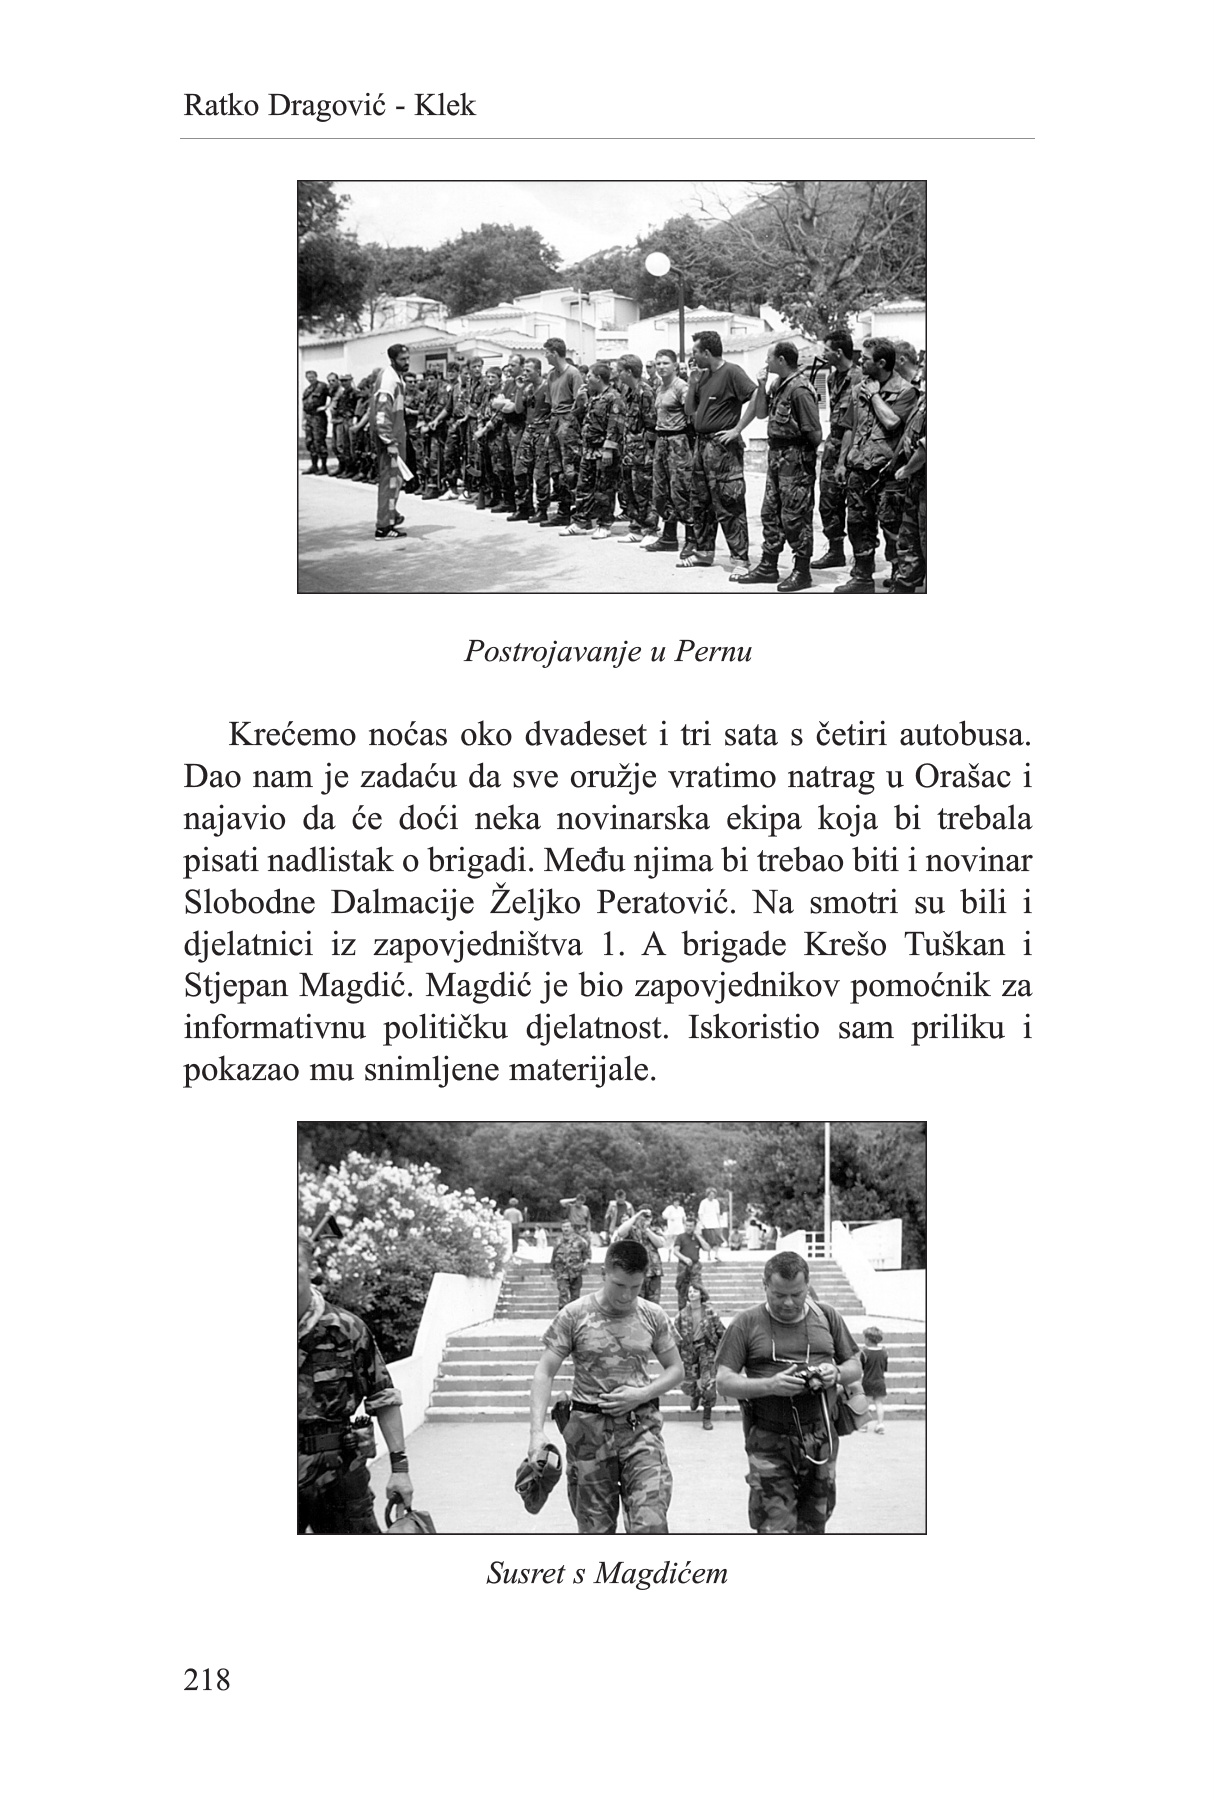 Ratko Dragović - Klek
Postrojavanje u Pernu
Krećemo noćas oko dvadeset i tri sata s četiri autobusa.
Dao nam je zadaću da sve oružje vratimo natrag u Orašac i
najavio da će doći neka novinarska ekipa koja bi trebala
pisati nadlistak o brigadi. Među njima bi trebao biti i novinar
Slobodne Dalmacije Željko Peratović. Na smotri su bili i
djelatnici iz zapovjedništva 1. A brigade Krešo Tuškan i
Stjepan Magdić. Magdić je bio zapovjednikov pomoćnik za
informativnu političku djelatnost. Iskoristio sam priliku i
pokazao mu snimljene materijale.
Susret s Magdićem
218